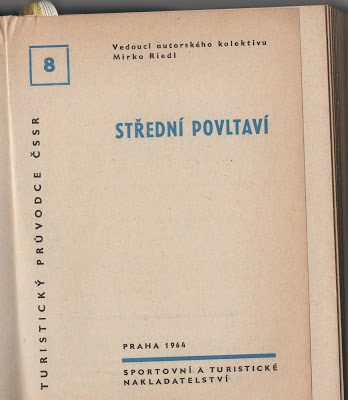 8
Vedoucí autorského kolektivu
Mirko Riedl
STŘEDNÍ POVLTAVÍ
TURISTICKÝ PRŮVODCE ČSSR
PRAHA 1964
SPORTOVNÍ A TURISTICKÉ
NAKLADATELSTVÍ